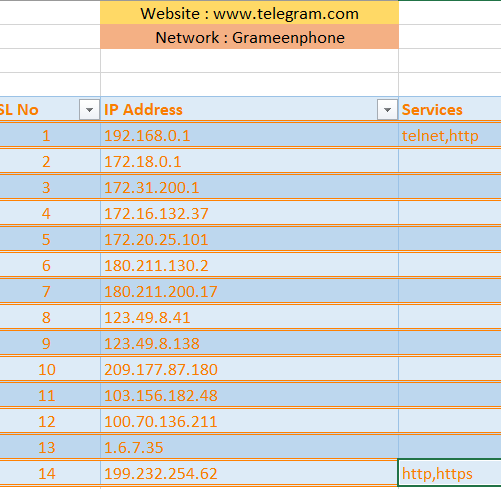 Website : www.telegram.com
Network : Grameenphone
SL No IP Address Services
1 192.168.0.1 telnet,http
2 172.18.0.1
3 172.31.200.1
4 172.16.132.37
5 172.20.25.101
6 180.211.130.2
7 180.211.200.17
8 123.49.8.41
9 123.49.8.138
10 209.177.87.180
11 103.156.182.48
12 100.70.136.211
13 1.6.7.35
14 199.232.254.62 http,https